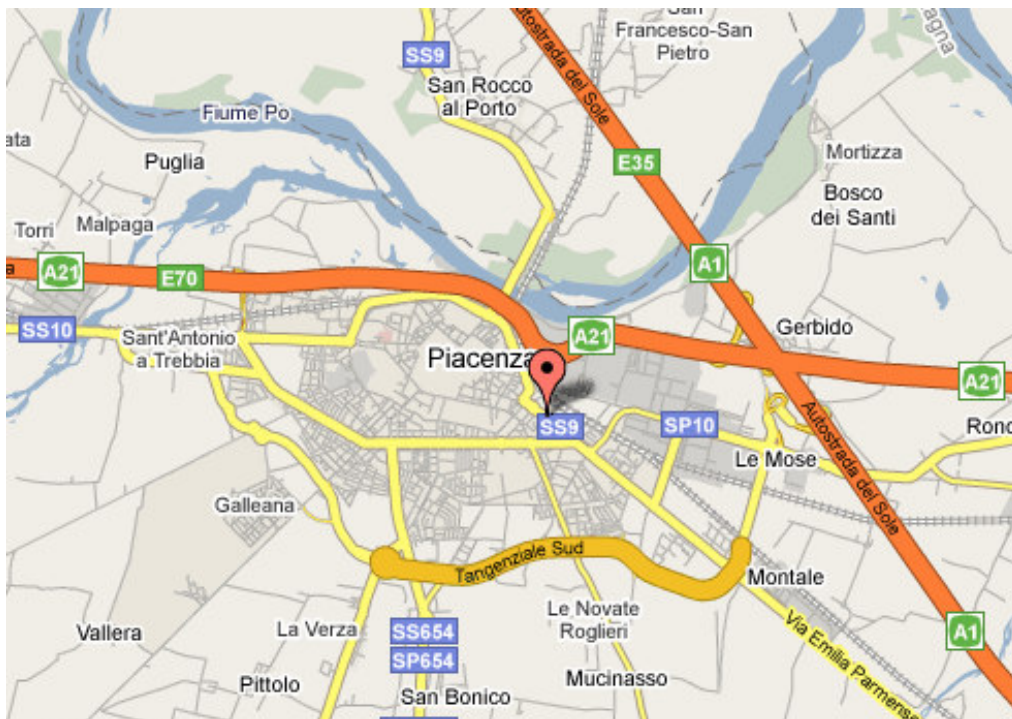 San
Francesco-San
Pietro
Autostrada del Sole
SS9
San Rocco
al Porto
Fiume Po
Puglia
E35
Mortizza
Bosco
dei Santi
Torri
Malpaga
A21
E70
A1
SS10
Sant'Antonio
a Trebbia
Piacenza
A21
Gerbido
A21
SS9
SP10
Le Mose
Autostrada del Sole
Galleana
Tangenziale Sud
Montale
Le Novate
Roglieri
Via Emilia Parmense
Vallera
La Verza
SS654
SP654
A1
Pittolo
San Bonico
Mucinasso